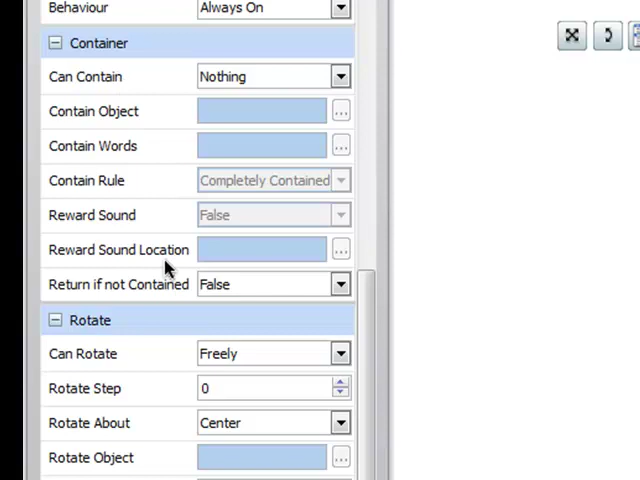 Behaviour Always On
Container
Can Contain Nothing
Contain Object ...
Contain Words ...
Contain Rule Completely Contained
Reward Sound False
Reward Sound Location ...
Return if not Contained False
Rotate
Can Rotate Freely
Rotate Step 0
Rotate About Center
Rotate Object ...